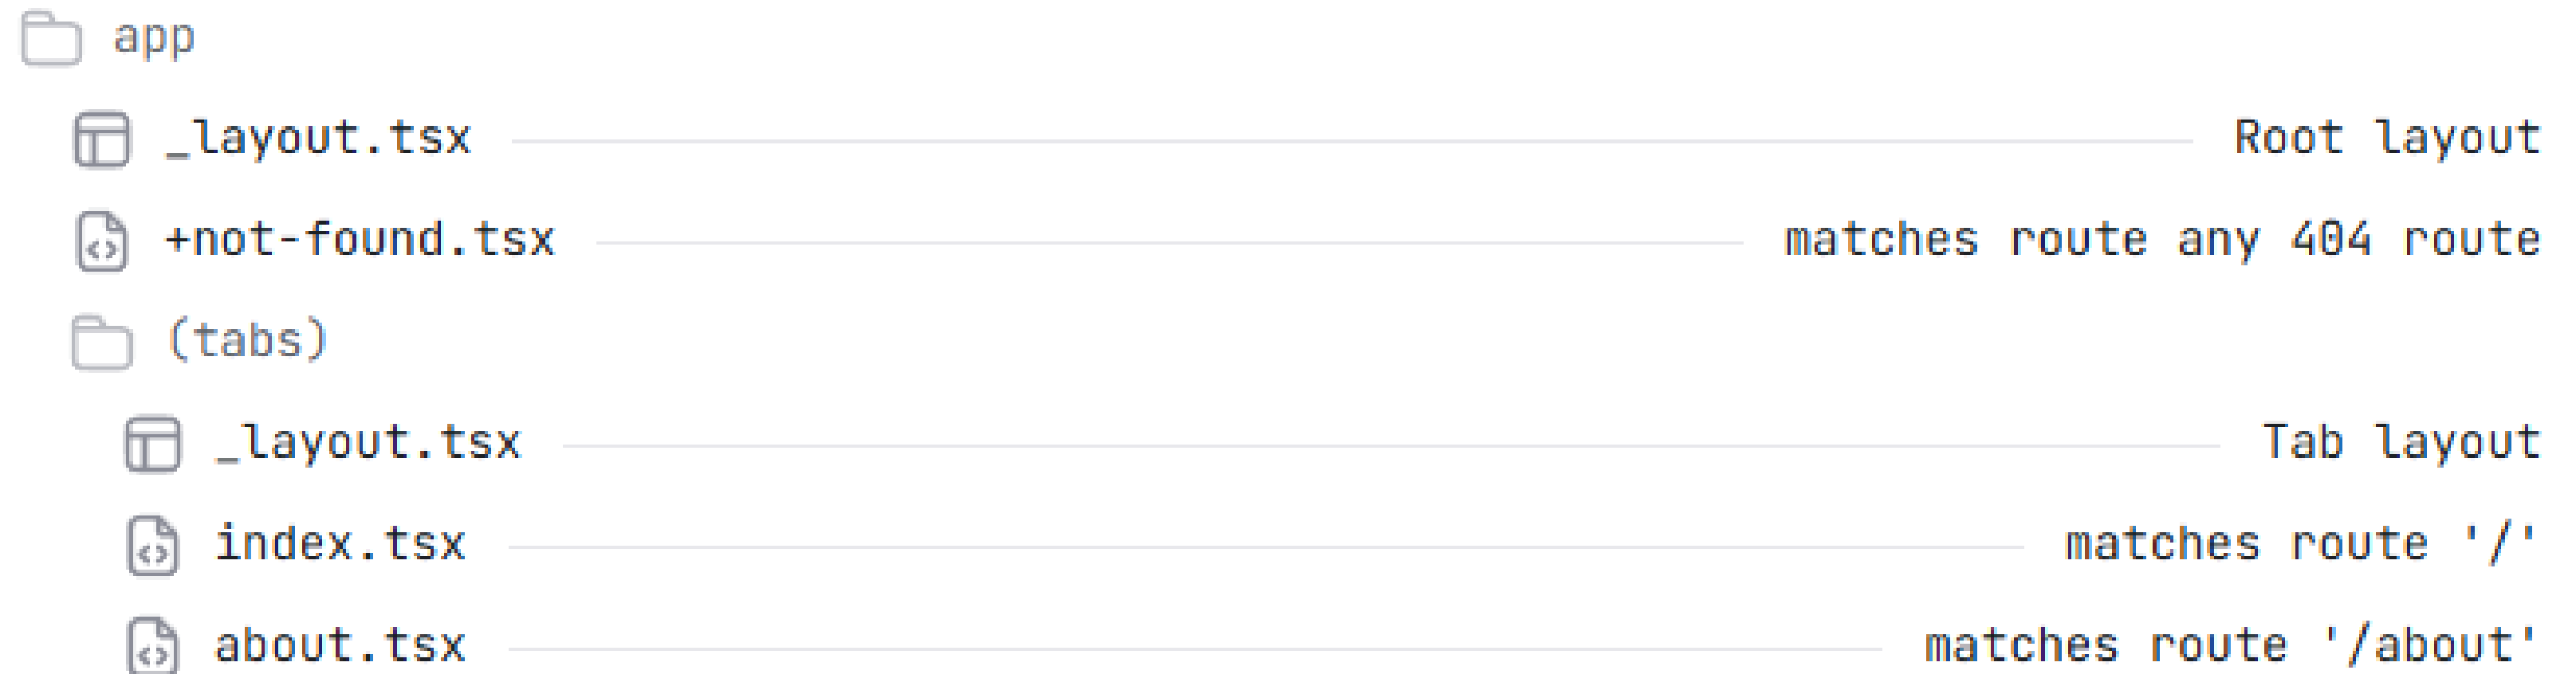 app
_layout.tsx Root layout
+not-found.tsx matches route any 404 route
(tabs)
_layout.tsx Tab layout
index.tsx matches route '/'
about.tsx matches route '/about'